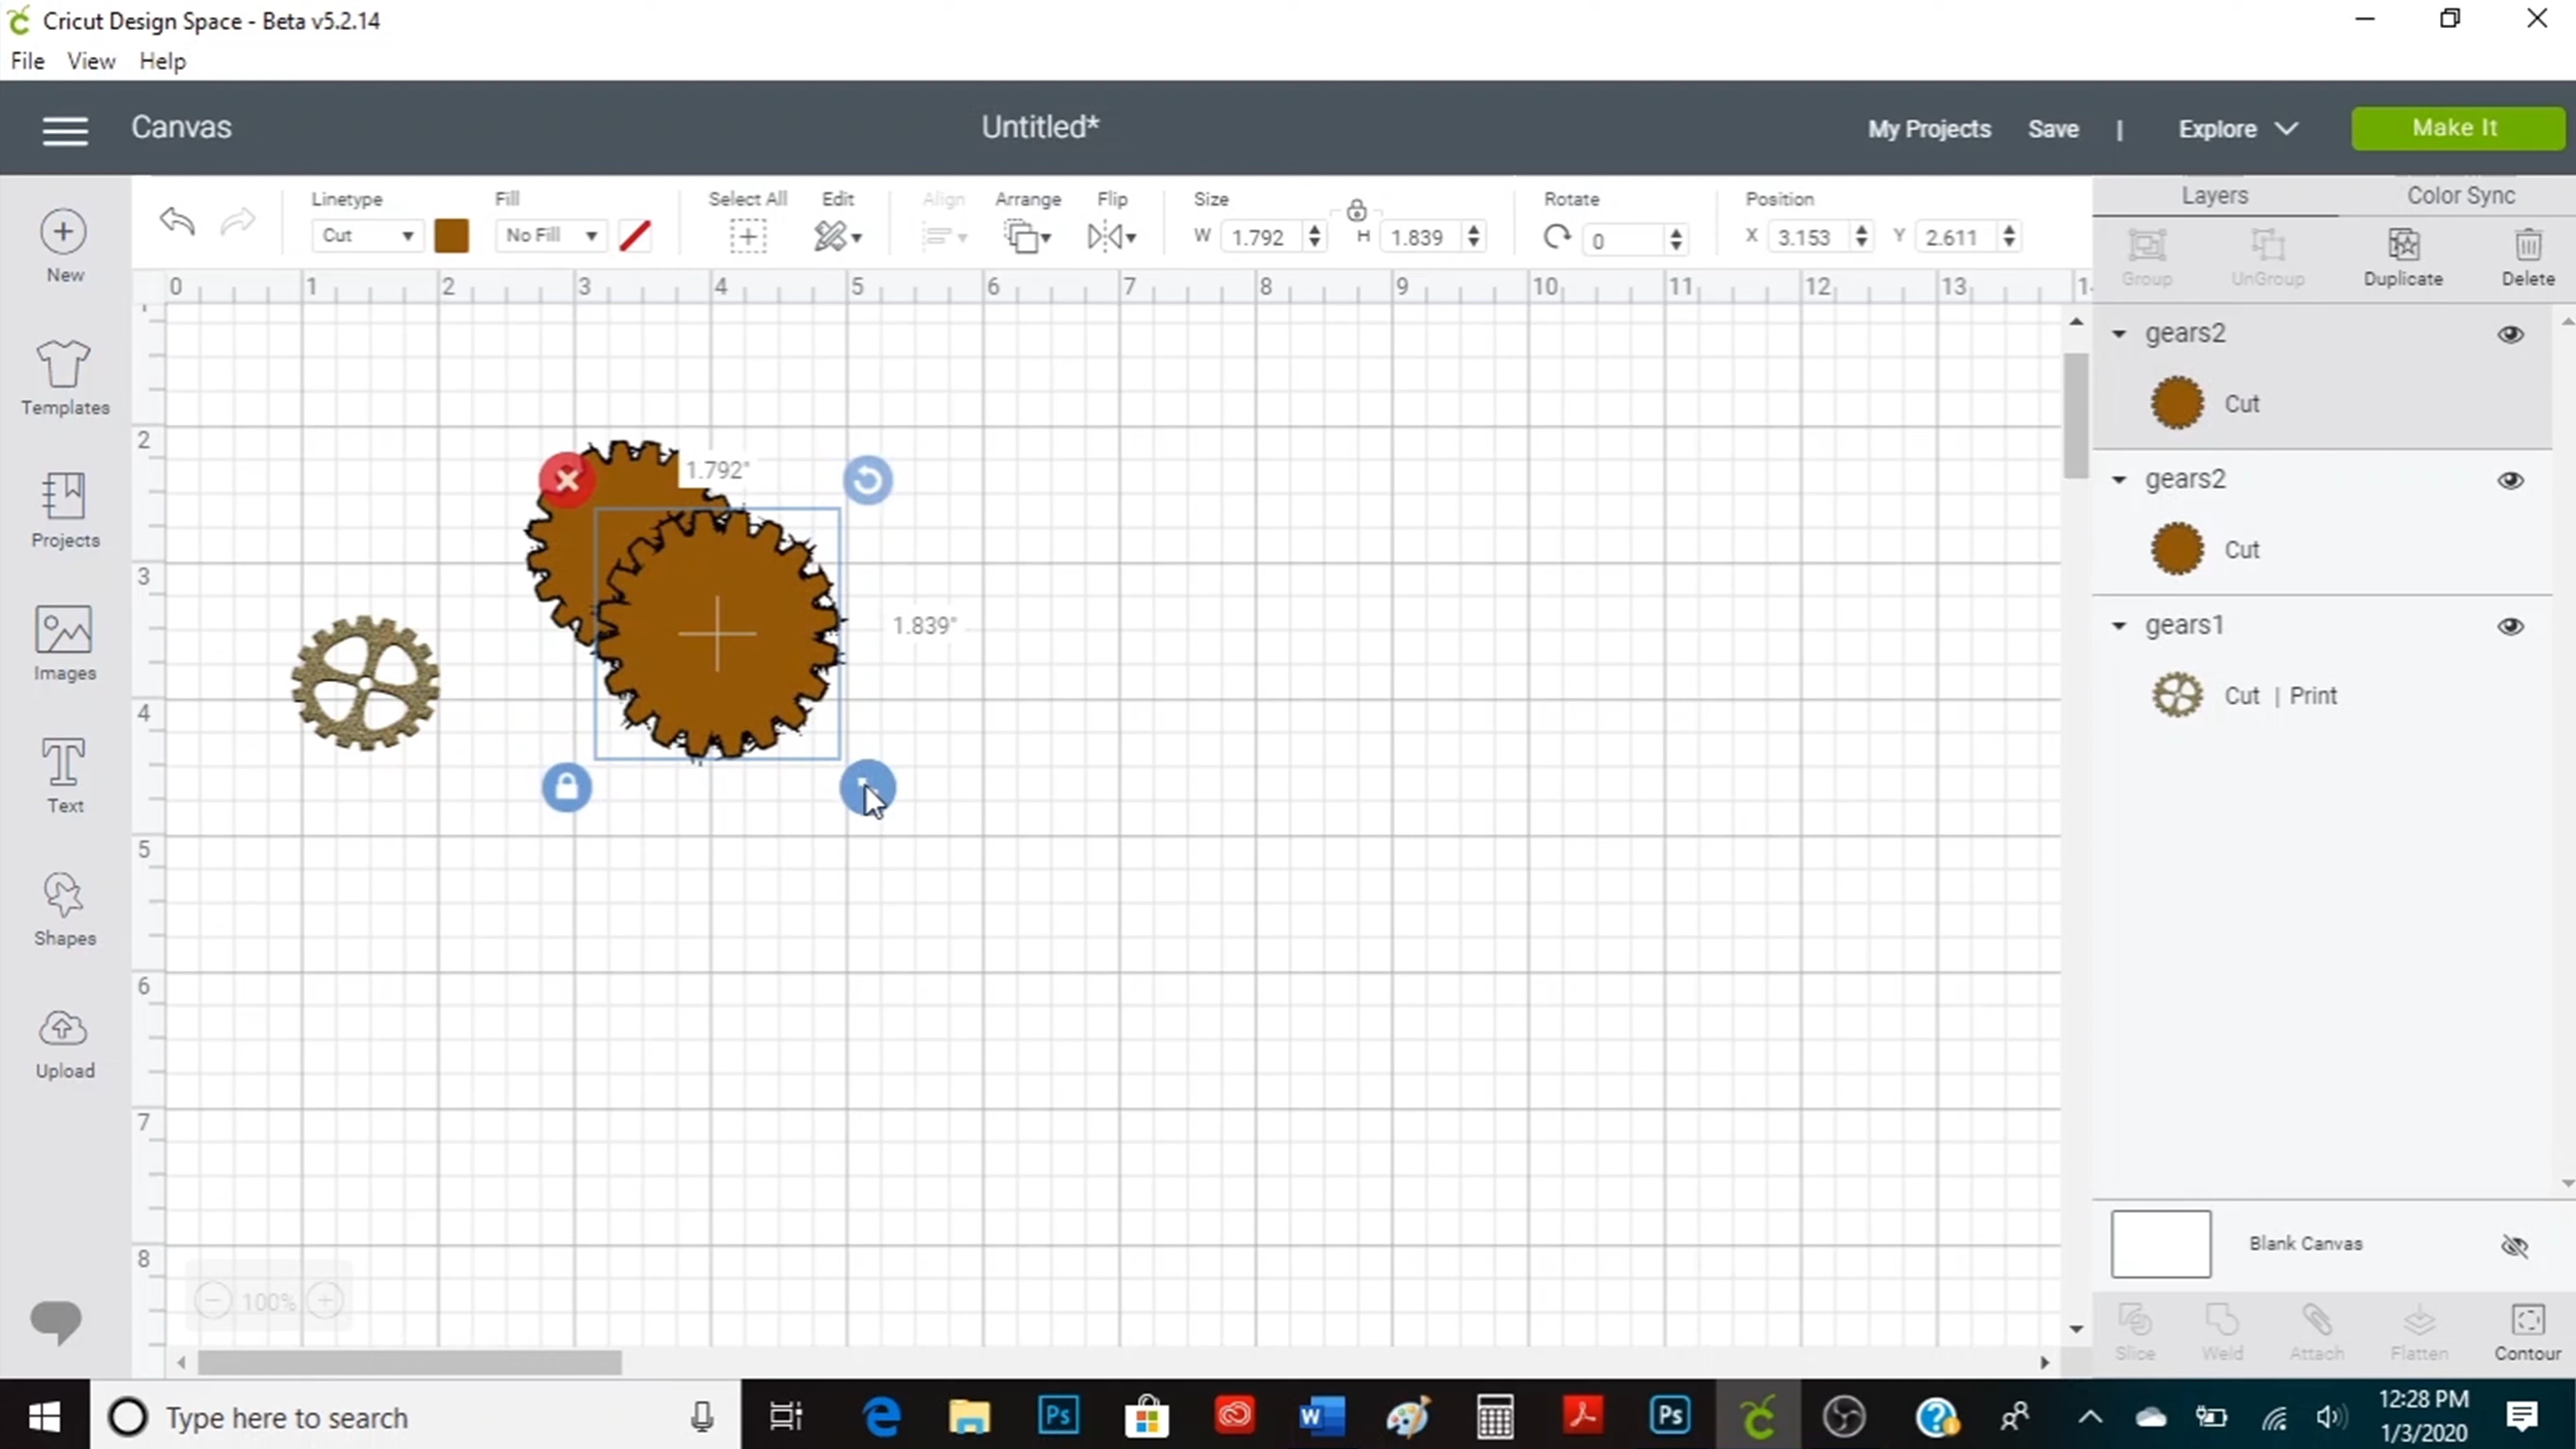 Cricut Design Space - Beta v5.2.14
File View Help
Canvas
Untitled*
My Projects Save | Explore Make It
Linetype Fill Select All Edit Align Arrange Flip Size Rotate Position
Cut No Fill W 1.792 H 1.839 0 X 3.153 Y 2.611
Layers Color Sync
Group UnGroup Duplicate Delete
New
Templates
Projects
Images
Text
Shapes
Upload
0 1 2 3 4 5 6 7 8 9 10 11 12 13
2
3
4
5
6
7
8
1.792"
1.839"
100%
gears2
Cut
gears2
Cut
gears1
Cut | Print
Blank Canvas
Slice Weld Attach Flatten Contour
Type here to search
Ps
W
Ps
12:28 PM
1/3/2020